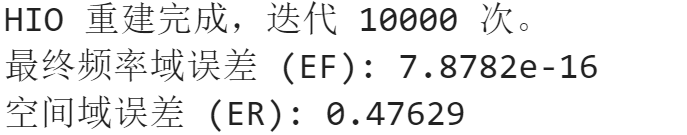 HIO 重建完成，迭代 10000 次。
最终频率域误差 (EF): 7.8782e-16
空间域误差 (ER): 0.47629